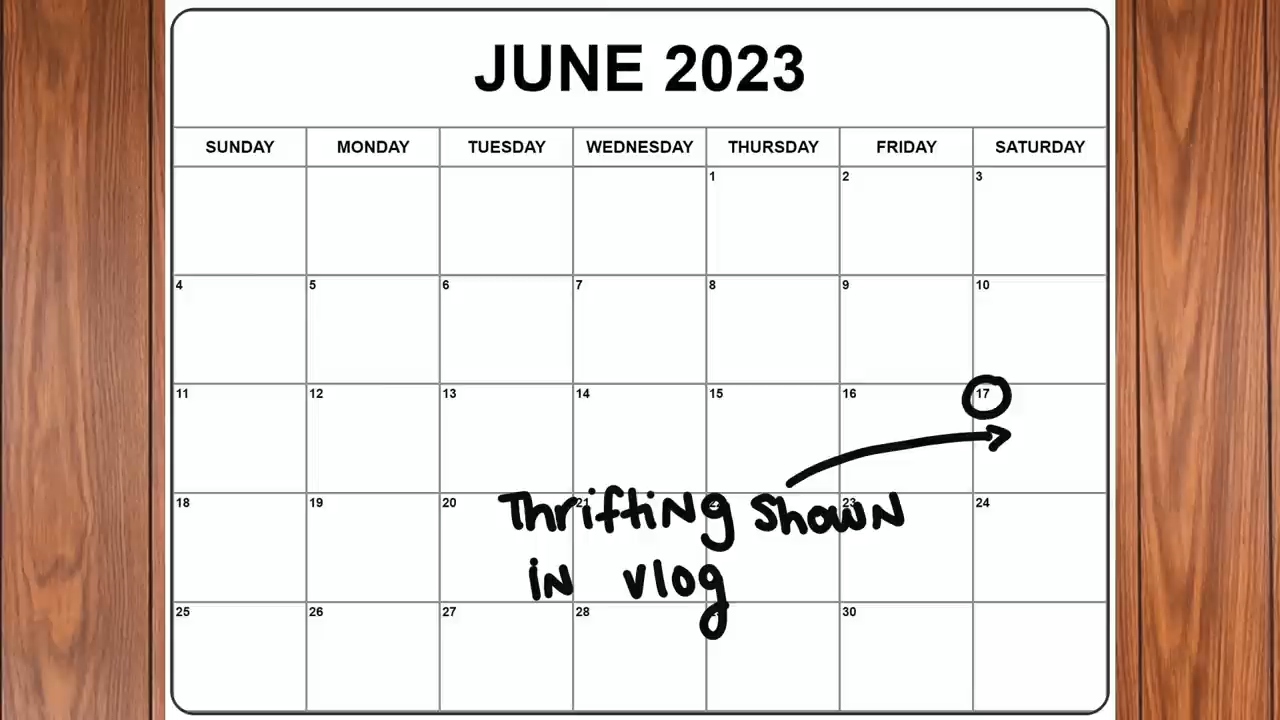 JUNE 2023
SUNDAY MONDAY TUESDAY WEDNESDAY THURSDAY FRIDAY SATURDAY
1 2 3
4 5 6 7 8 9 10
11 12 13 14 15 16 17
18 19 20 21 23 24
Thrifting shown
in vlog
25 26 27 28 30